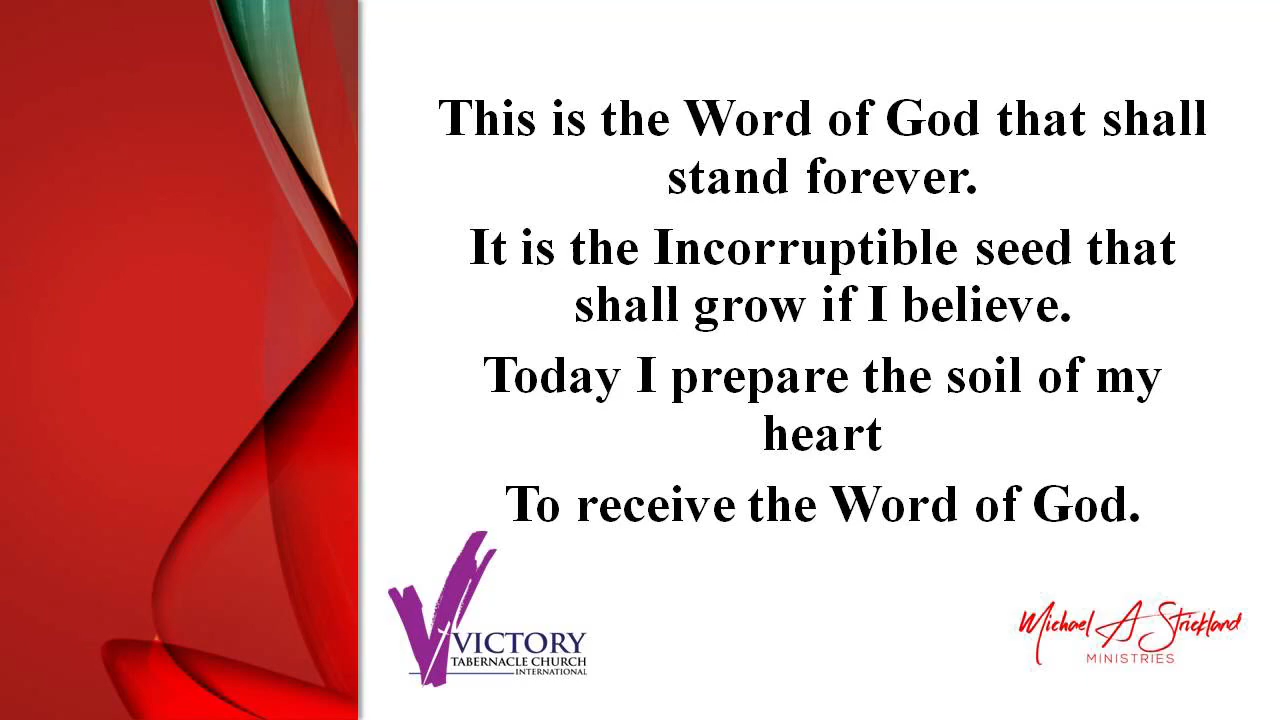 This is the Word of God that shall
stand forever.
It is the Incorruptible seed that
shall grow if I believe.
Today I prepare the soil of my
heart
To receive the Word of God.
VICTORY
TABERNACLE CHURCH
INTERNATIONAL
Michael A Strickland
MINISTRIES